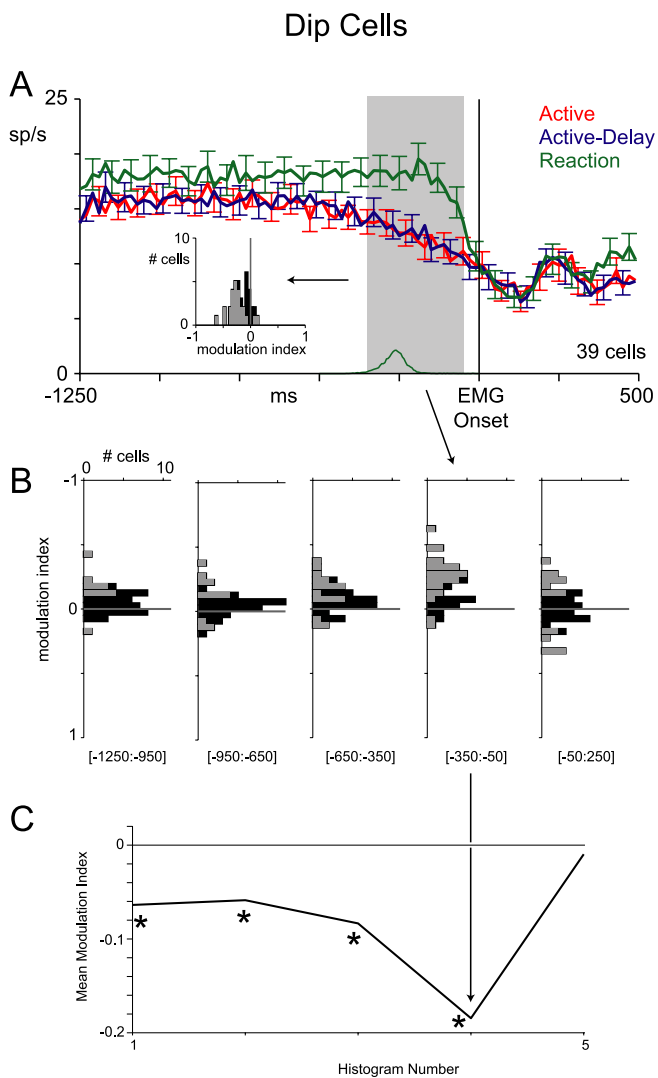 Dip Cells
A
25
sp/s
Active
Active-Delay
Reaction
10
# cells
0
-1
0
1
modulation index
39 cells
0
-1250
ms
EMG
Onset
500
B
# cells
0
10
-1
modulation index
0
1
[-1250:-950]
[-950:-650]
[-650:-350]
[-350:-50]
[-50:250]
C
0
Mean Modulation Index
-0.1
-0.2
*
*
*
*
1
5
Histogram Number